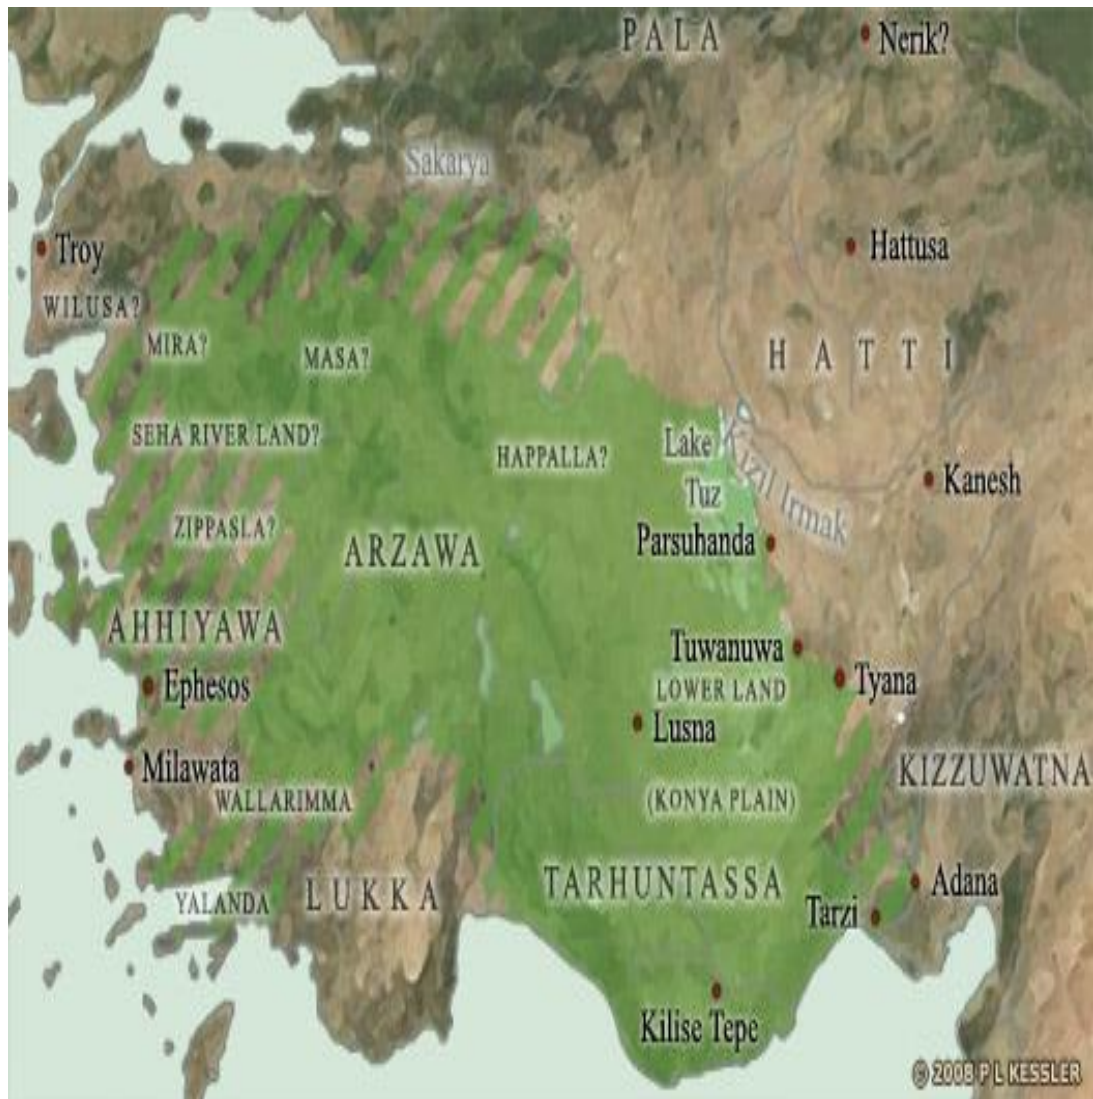 PALA
Nerik?
Sakarya
Troy
Hattusa
WILUSA?
MIRA?
MASA?
HATTI
SEHA RIVER LAND?
HAPPALLA?
Lake
Tuz
Kizil Irmak
Kanesh
ZIPPASLA?
ARZAWA
Parsuhanda
AHHIYAWA
Tuwanuwa
Ephesos
LOWER LAND
Tyana
Lusna
Milawata
KIZZUWATNA
WALLARIMMA
(KONYA PLAIN)
LUKKA
TARHUNTASSA
Adana
YALANDA
Tarzi
Kilise Tepe
© 2008 P L KESSLER